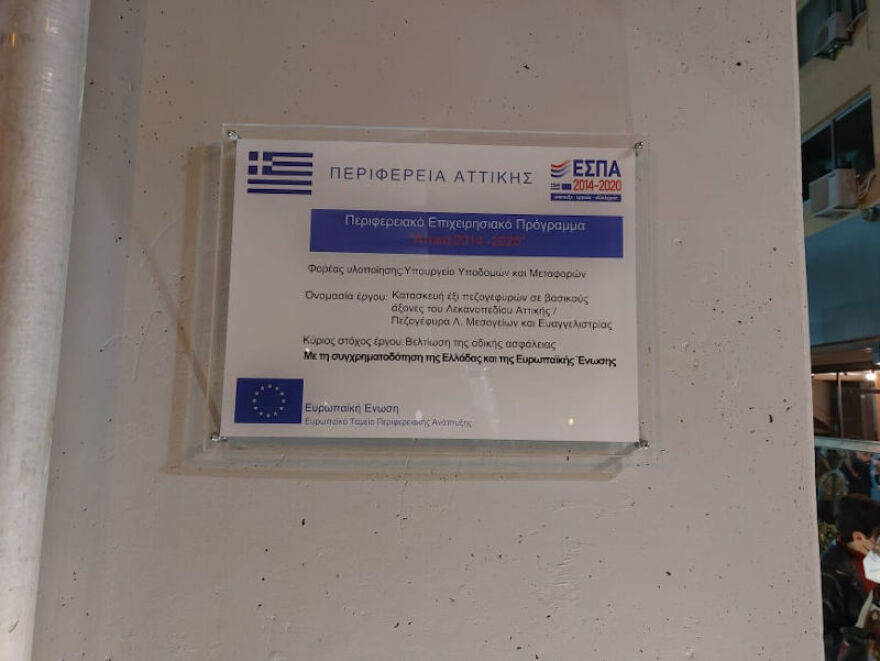 ΠΕΡΙΦΕΡΕΙΑ ΑΤΤΙΚΗΣ
ΕΣΠΑ
2014-2020
Περιφερειακό Επιχειρησιακό Πρόγραμμα
"Αττική 2014 -2020"
Φορέας υλοποίησης:Υπουργείο Υποδομών και Μεταφορών
Όνομασία έργου: Κατασκευή έξι πεζογεφυρών σε βασικούς
άξονες του Λεκανοπεδίου Αττικής /
Πεζογέφυρα Λ. Μεσογείων και Ευαγγελιστρίας
Κύριος στόχος έργου: Βελτίωση της οδικής ασφάλειας
Με τη συγχρηματοδότηση της Ελλάδας και της Ευρωπαϊκής Ένωσης
Ευρωπαϊκή Ένωση
Ευρωπαϊκό Ταμείο Περιφερειακής Ανάπτυξης